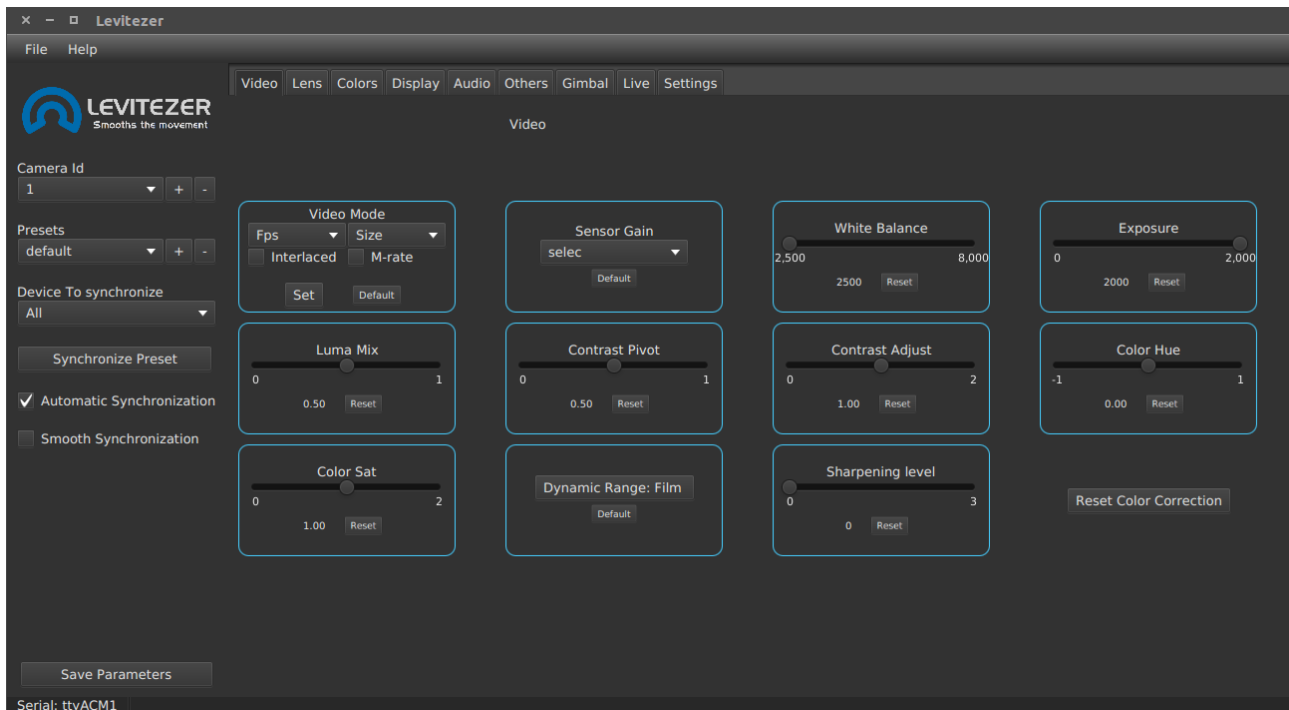 Levitezer
File Help
LEVITEZER
Smooths the movement
Camera Id
1 + -
Presets
default + -
Device To synchronize
All
Synchronize Preset
Automatic Synchronization
Smooth Synchronization
Save Parameters
Serial: ttyACM1
Video Lens Colors Display Audio Others Gimbal Live Settings
Video
Video Mode
Fps Size
Interlaced M-rate
Set Default
Sensor Gain
selec
Default
White Balance
2,500 8,000
2500 Reset
Exposure
0 2,000
2000 Reset
Luma Mix
0 1
0.50 Reset
Contrast Pivot
0 1
0.50 Reset
Contrast Adjust
0 2
1.00 Reset
Color Hue
-1 1
0.00 Reset
Color Sat
0 2
1.00 Reset
Dynamic Range: Film
Default
Sharpening level
0 3
0 Reset
Reset Color Correction